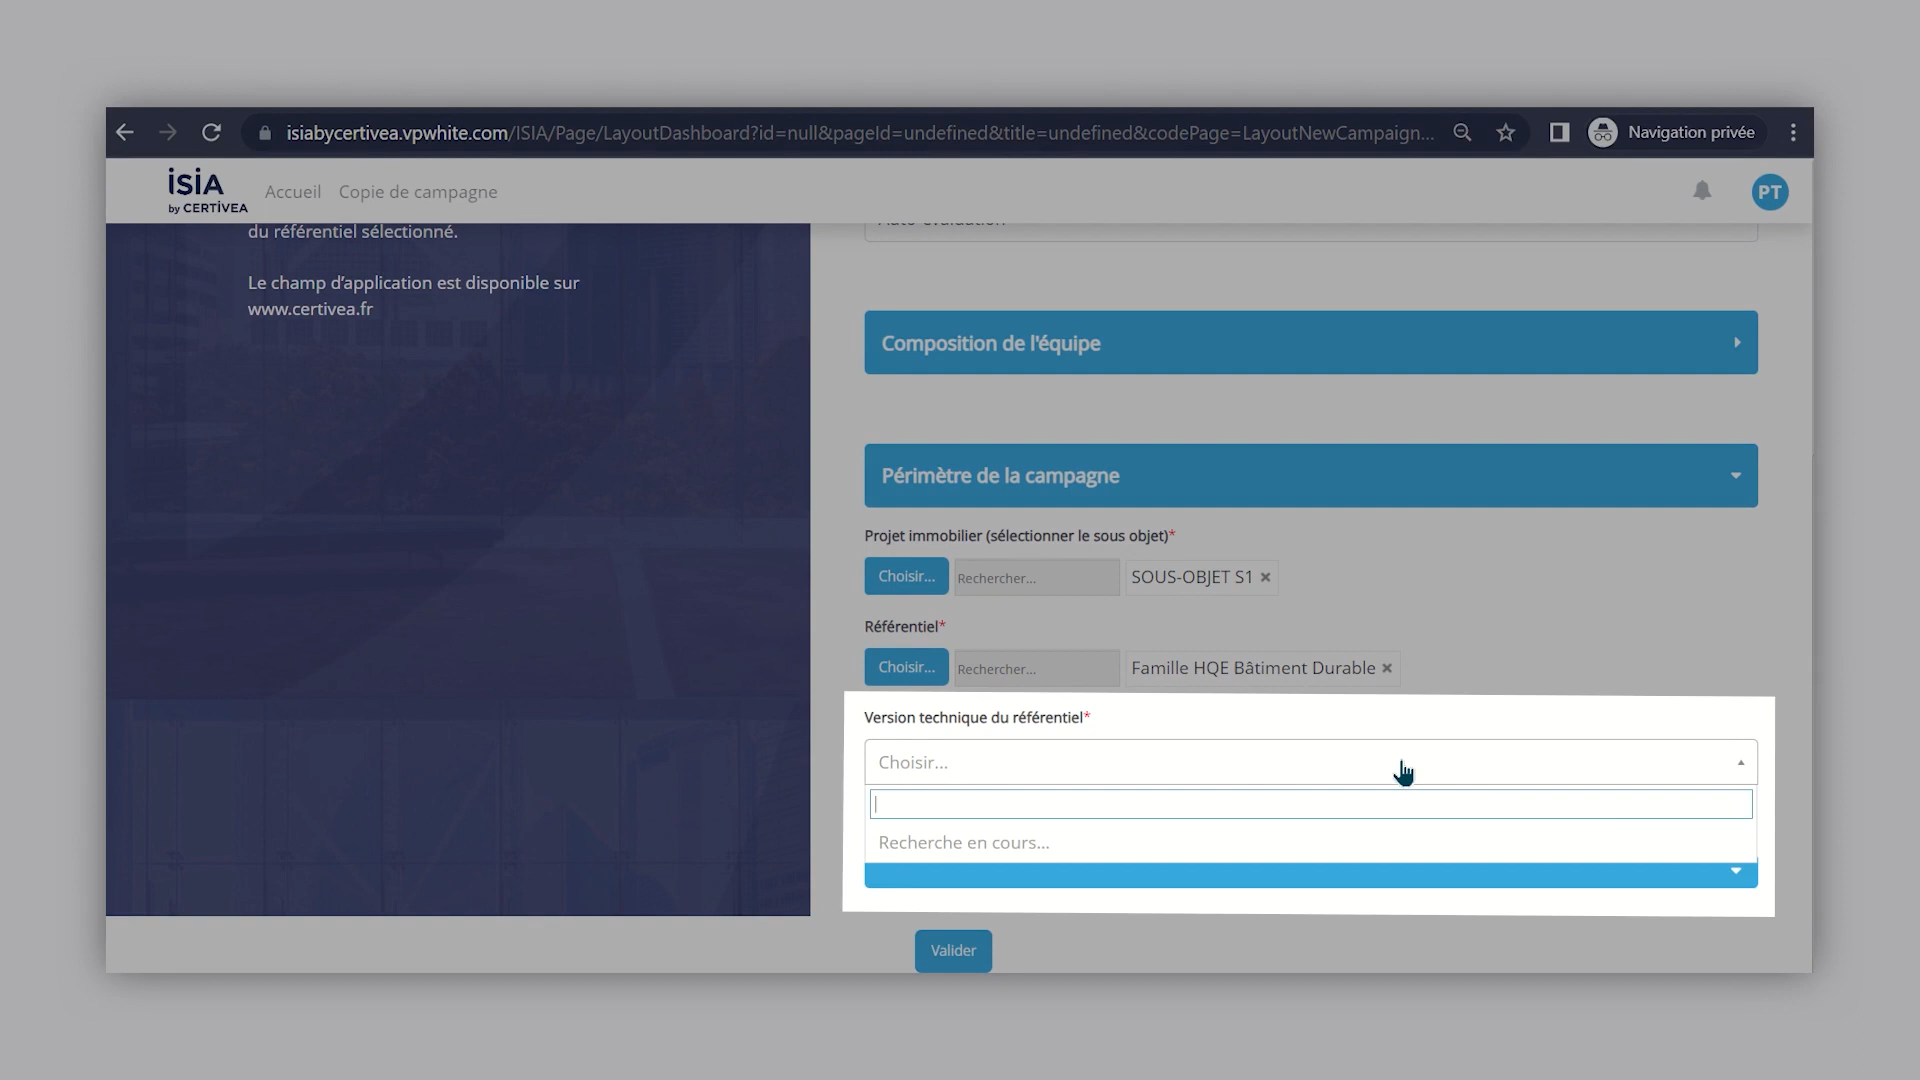 isiabycertivea.vpwhite.com/ISIA/Page/LayoutDashboard?id=null&pageId=undefined&title=undefined&codePage=LayoutNewCampaign...
Navigation privée
isiA
by CERTIVEA
Accueil
Copie de campagne
PT
du référentiel sélectionné.
Le champ d’application est disponible sur
www.certivea.fr
Composition de l'équipe
Périmètre de la campagne
Projet immobilier (sélectionner le sous objet)*
Choisir...
Rechercher...
SOUS-OBJET S1 ×
Référentiel*
Choisir...
Rechercher...
Famille HQE Bâtiment Durable ×
Version technique du référentiel*
Choisir...
Recherche en cours...
Valider